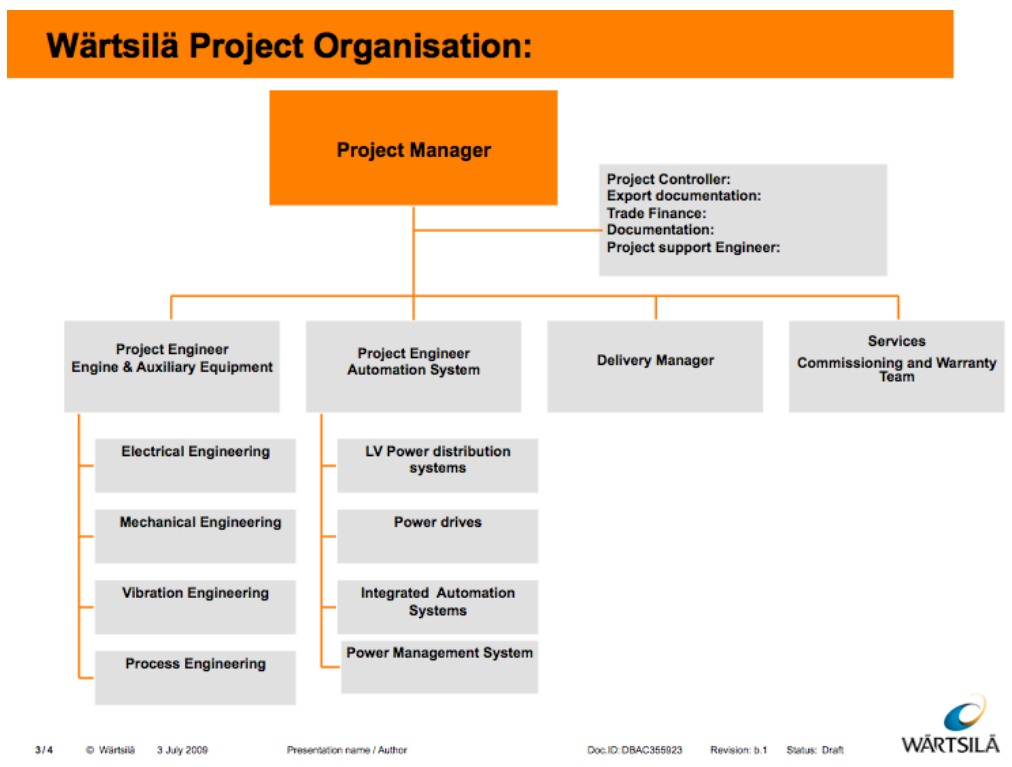 Wärtsilä Project Organisation:
Project Manager
Project Controller:
Export documentation:
Trade Finance:
Documentation:
Project support Engineer:
Project Engineer
Engine & Auxiliary Equipment
Project Engineer
Automation System
Delivery Manager
Services
Commissioning and Warranty
Team
Electrical Engineering
Mechanical Engineering
Vibration Engineering
Process Engineering
LV Power distribution
systems
Power drives
Integrated Automation
Systems
Power Management System
3 / 4 © Wärtsilä 3 July 2009 Presentation name / Author Doc.ID: DBAC355923 Revision: b.1 Status: Draft
WÄRTSILÄ